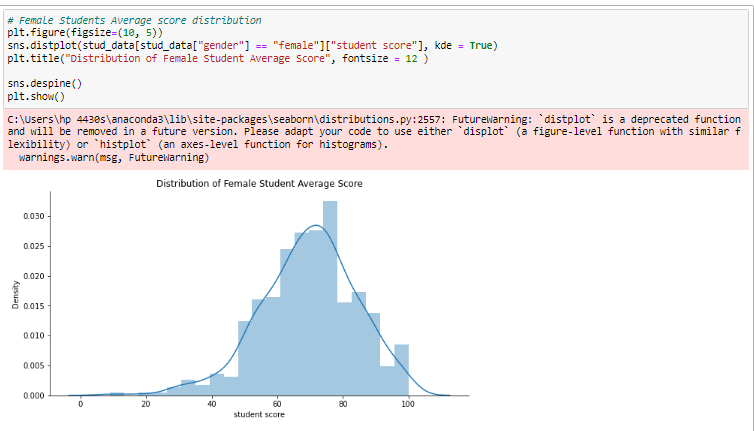 # Female Students Average score distribution
plt.figure(figsize=(10, 5))
sns.distplot(stud_data[stud_data["gender"] == "female"]["student score"], kde = True)
plt.title("Distribution of Female Student Average Score", fontsize = 12 )
sns.despine()
plt.show()
C:\Users\hp 4430s\anaconda3\lib\site-packages\seaborn\distributions.py:2557: FutureWarning: `distplot` is a deprecated function
and will be removed in a future version. Please adapt your code to use either `displot` (a figure-level function with similar f
lexibility) or `histplot` (an axes-level function for histograms).
warnings.warn(msg, FutureWarning)
Distribution of Female Student Average Score
0.030
0.025
0.020
0.015
0.010
0.005
0.000
Density
0 20 40 60 80 100
student score